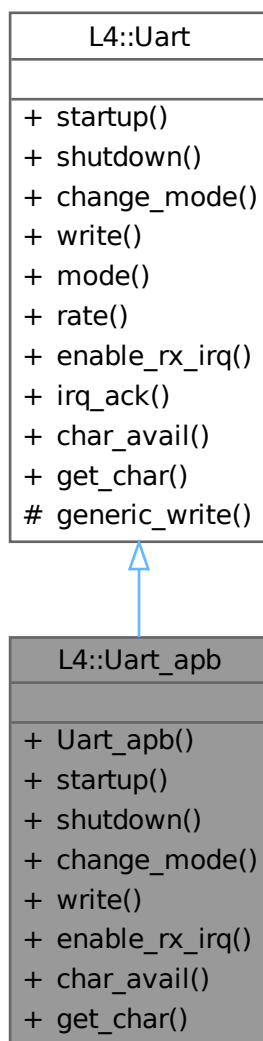 L4::Uart
+ startup()
+ shutdown()
+ change_mode()
+ write()
+ mode()
+ rate()
+ enable_rx_irq()
+ irq_ack()
+ char_avail()
+ get_char()
# generic_write()
L4::Uart_apb
+ Uart_apb()
+ startup()
+ shutdown()
+ change_mode()
+ write()
+ enable_rx_irq()
+ char_avail()
+ get_char()